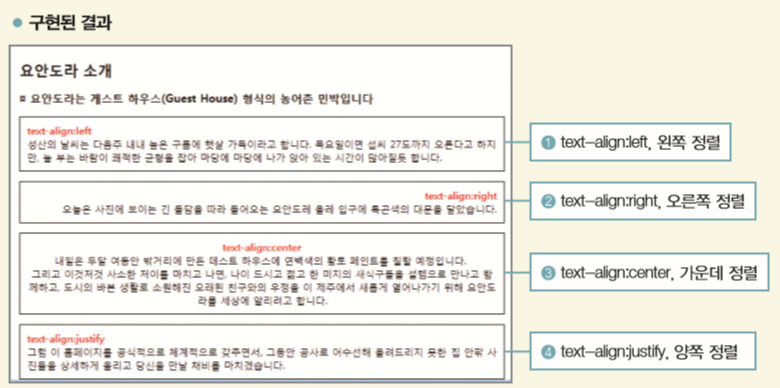 구현된 결과
요안도라 소개
¤ 요안도라는 게스트 하우스(Guest House) 형식의 농어촌 민박입니다
text-align:left
성산의 날씨는 다음주 내내 높은 구름에 햇살 가득이라고 합니다. 목요일이면 섭씨 27도까지 오른다고 하지
만, 늘 부는 바람이 쾌적한 균형을 잡아 마당에 마당에 나가 앉아 있는 시간이 많아질듯 합니다.
❶ text-align:left, 왼쪽 정렬
text-align:right
오늘은 사진에 보이는 긴 돌담을 따라 들어오는 요안도레 올레 입구에 쪽빛색의 대문을 달았습니다.
❷ text-align:right, 오른쪽 정렬
text-align:center
내일은 두달 여동안 밖거리에 만든 데스트 하우스에 연백색의 황토 페인트를 칠할 예정입니다.
그리고 이것저것 사소한 저이를 마치고 나면, 나이 드시고 젊고 한 미지의 새식구들을 설렘으로 만나고 함
께하고, 도시의 바쁜 생활로 소원해진 오래된 친구와의 우정을 이 제주에서 새롭게 열어나가기 위해 요안도
라를 세상에 알리려고 합니다.
❸ text-align:center, 가운데 정렬
text-align:justify
그럼 이 홈페이지를 공식적으로 체계적으로 갖추면서, 그동안 공사로 어수선해 올려드리지 못한 집 안팎 사
진들을 상세하게 올리고 당신을 만날 채비를 마치겠습니다.
❹ text-align:justify, 양쪽 정렬